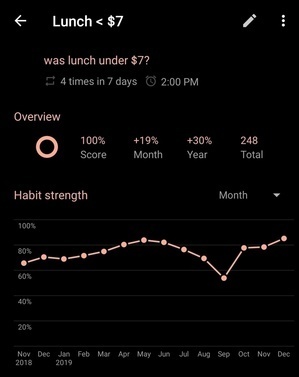 Lunch < $7
was lunch under $7?
4 times in 7 days 2:00 PM
Overview
100% +19% +30% 248
Score Month Year Total
Habit strength Month
100%
80%
60%
40%
20%
Nov Dec Jan Feb Mar Apr May Jun Jul Aug Sep Oct Nov Dec
2018 2019